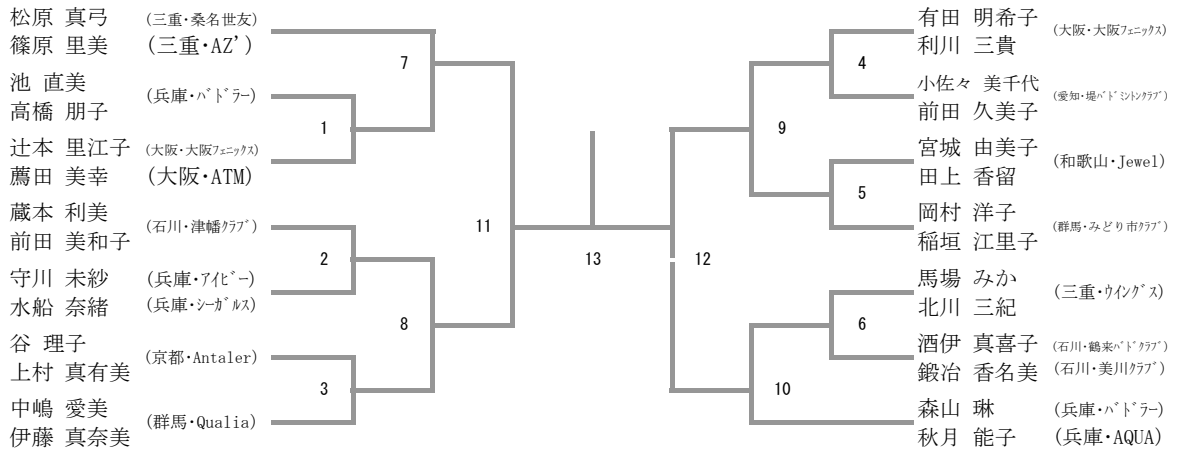 松原 真弓 (三重・桑名世友)
篠原 里美 (三重・AZ')
池 直美
(兵庫・ﾊﾞﾄﾞﾗｰ)
高橋 朋子
辻本 里江子 (大阪・大阪ﾌｪﾆｯｸｽ)
薦田 美幸 (大阪・ATM)
蔵本 利美
(石川・津幡ｸﾗﾌﾞ)
前田 美和子
守川 未紗 (兵庫・ｱｲﾋﾞｰ)
水船 奈緒 (兵庫・ｼｰｶﾞﾙｽ)
谷 理子
(京都・Antaler)
上村 真有美
中嶋 愛美
(群馬・Qualia)
伊藤 真奈美
7
1
2
8
3
11
13
12
9
10
4
5
6
有田 明希子
(大阪・大阪ﾌｪﾆｯｸｽ)
利川 三貴
小佐々 美千代
(愛知・堤ﾊﾞﾄﾞﾐﾝﾄﾝｸﾗﾌﾞ)
前田 久美子
宮城 由美子
(和歌山・Jewel)
田上 香留
岡村 洋子
(群馬・みどり市ｸﾗﾌﾞ)
稲垣 江里子
馬場 みか
(三重・ｳｲﾝｸﾞｽ)
北川 三紀
酒伊 真喜子 (石川・鶴来ﾊﾞﾄﾞｸﾗﾌﾞ)
鍛冶 香名美 (石川・美川ｸﾗﾌﾞ)
森山 琳 (兵庫・ﾊﾞﾄﾞﾗｰ)
秋月 能子 (兵庫・AQUA)